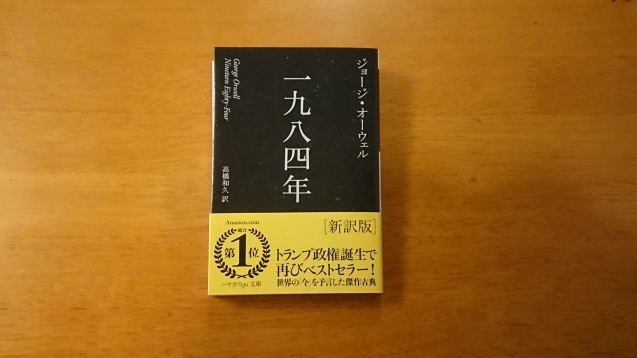 ジョージ・オーウェル
一九八四年
George Orwell
Nineteen Eighty-Four
高橋和久 訳
[新訳版]
Amazon.com
総合
第1位
トランプ政権誕生で
再びベストセラー!
世界の「今」を予言した傑作古典
ハヤカワepi文庫